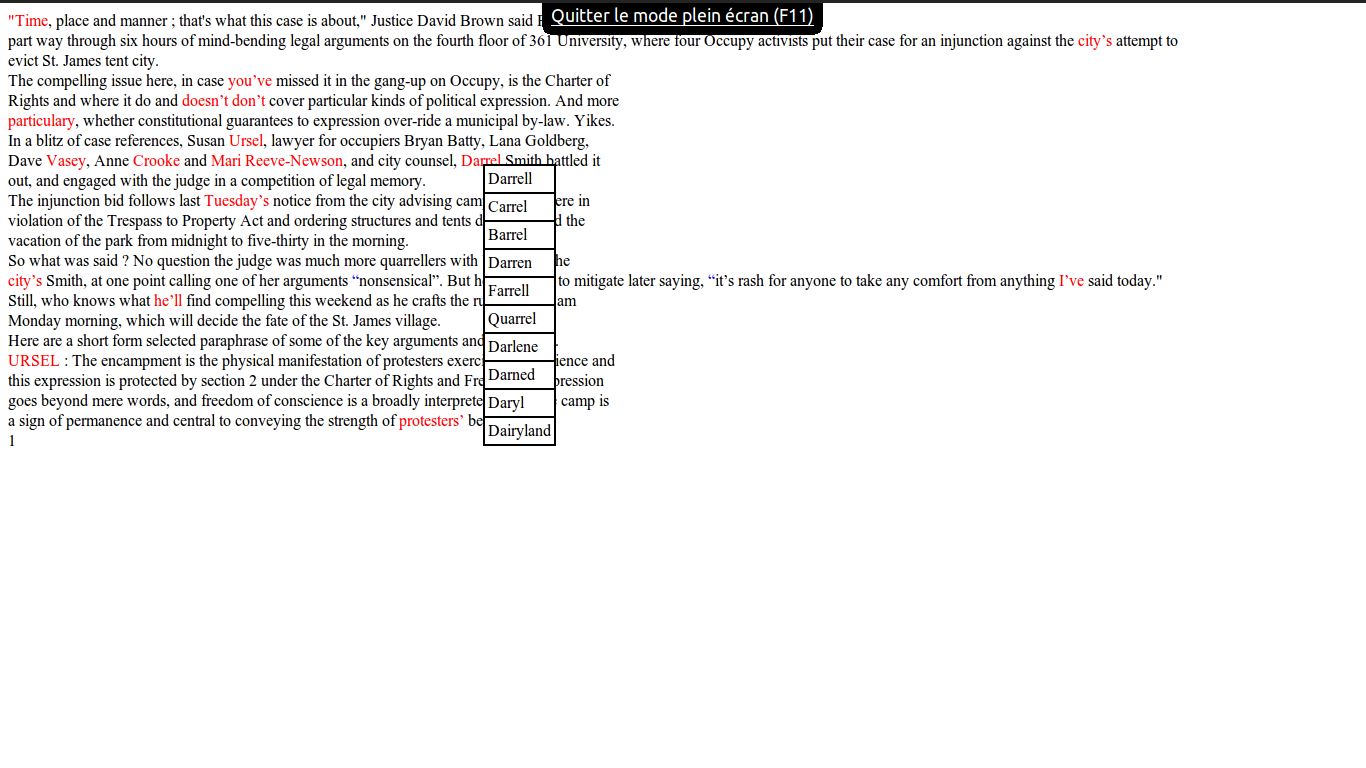 Quitter le mode plein écran (F11)
"Time, place and manner ; that's what this case is about," Justice David Brown said
part way through six hours of mind-bending legal arguments on the fourth floor of 361 University, where four Occupy activists put their case for an injunction against the city’s attempt to
evict St. James tent city.
The compelling issue here, in case you’ve missed it in the gang-up on Occupy, is the Charter of
Rights and where it do and doesn’t don’t cover particular kinds of political expression. And more
particulary, whether constitutional guarantees to expression over-ride a municipal by-law. Yikes.
In a blitz of case references, Susan Ursel, lawyer for occupiers Bryan Batty, Lana Goldberg,
Dave Vasey, Anne Crooke and Mari Reeve-Newson, and city counsel, Darrel Smith battled it
out, and engaged with the judge in a competition of legal memory.
The injunction bid follows last Tuesday’s notice from the city advising in
violation of the Trespass to Property Act and ordering structures and tents the
vacation of the park from midnight to five-thirty in the morning.
So what was said ? No question the judge was much more quarrellers with
city’s Smith, at one point calling one of her arguments “nonsensical”. But to mitigate later saying, “it’s rash for anyone to take any comfort from anything I’ve said today."
Still, who knows what he’ll find compelling this weekend as he crafts the am
Monday morning, which will decide the fate of the St. James village.
Here are a short form selected paraphrase of some of the key arguments and
URSEL : The encampment is the physical manifestation of protesters and
this expression is protected by section 2 under the Charter of Rights and
goes beyond mere words, and freedom of conscience is a broadly camp is
a sign of permanence and central to conveying the strength of protesters’
1
Darrell
Carrel
Barrel
Darren
Farrell
Quarrel
Darlene
Darned
Daryl
Dairyland